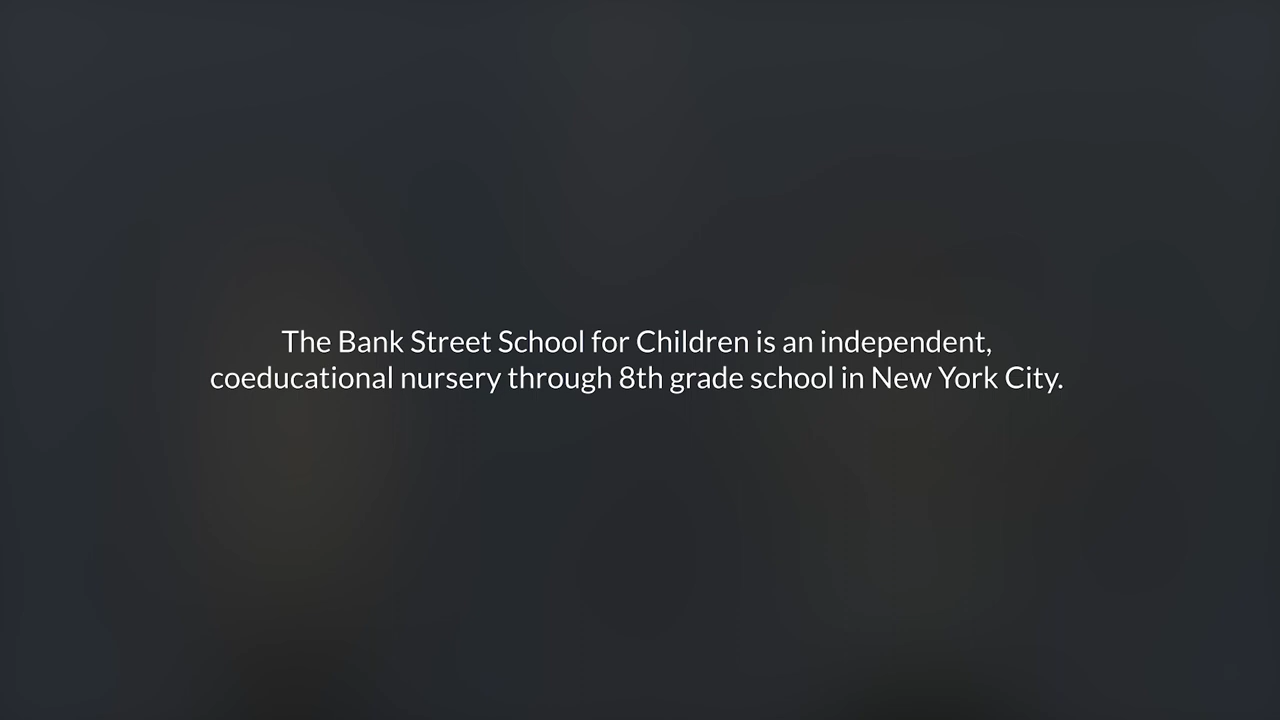 The Bank Street School for Children is an independent,
coeducational nursery through 8th grade school in New York City.